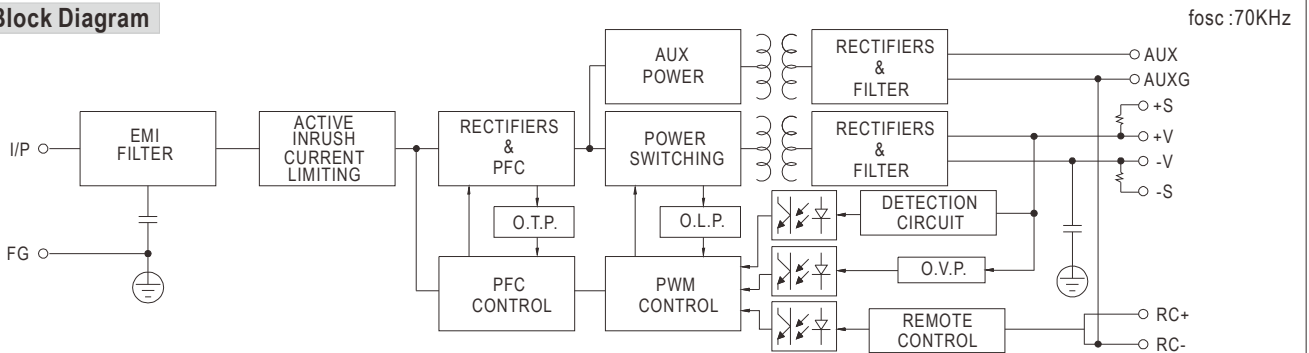 Block Diagram
fosc :70KHz
AUX
POWER
RECTIFIERS
&
FILTER
AUX
AUXG
I/P
EMI
FILTER
ACTIVE
INRUSH
CURRENT
LIMITING
RECTIFIERS
&
PFC
POWER
SWITCHING
RECTIFIERS
&
FILTER
+S
+V
-V
-S
O.T.P.
O.L.P.
DETECTION
CIRCUIT
FG
PFC
CONTROL
PWM
CONTROL
O.V.P.
REMOTE
CONTROL
RC+
RC-